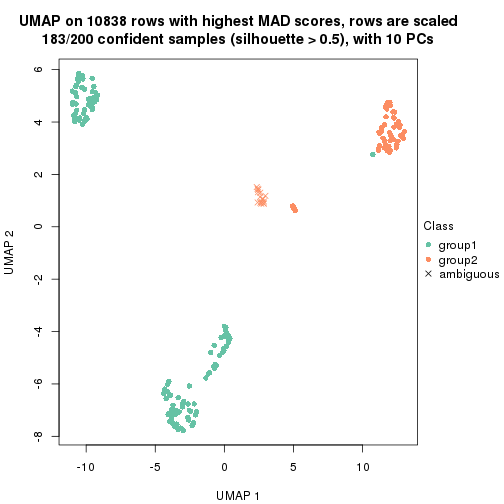 UMAP on 10838 rows with highest MAD scores, rows are scaled
183/200 confident samples (silhouette > 0.5), with 10 PCs
6
4
2
0
-2
-4
-6
-8
UMAP 2
-10
-5
0
5
10
UMAP 1
Class
group1
group2
ambiguous